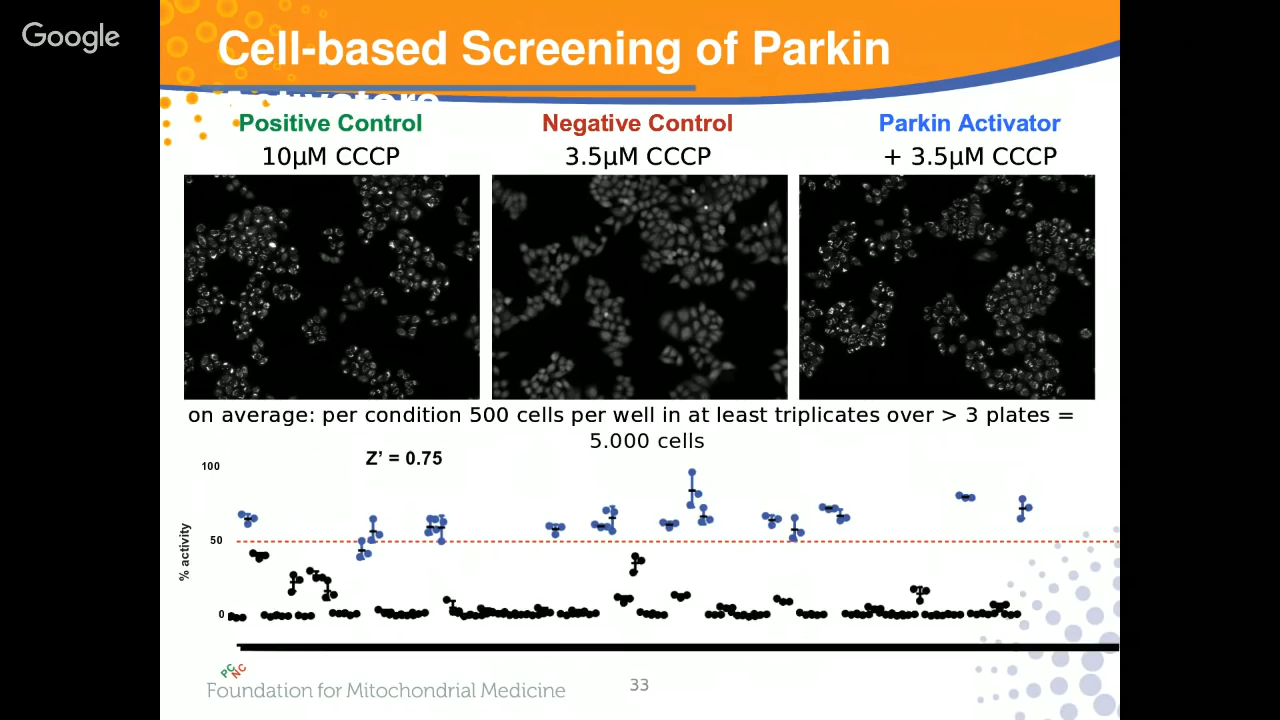 Google
Cell-based Screening of Parkin
Activators
Positive Control
Negative Control
Parkin Activator
10µM CCCP
3.5µM CCCP
+ 3.5µM CCCP
on average: per condition 500 cells per well in at least triplicates over > 3 plates =
5.000 cells
Z’ = 0.75
100
50
0
% activity
PC
NC
Foundation for Mitochondrial Medicine
33